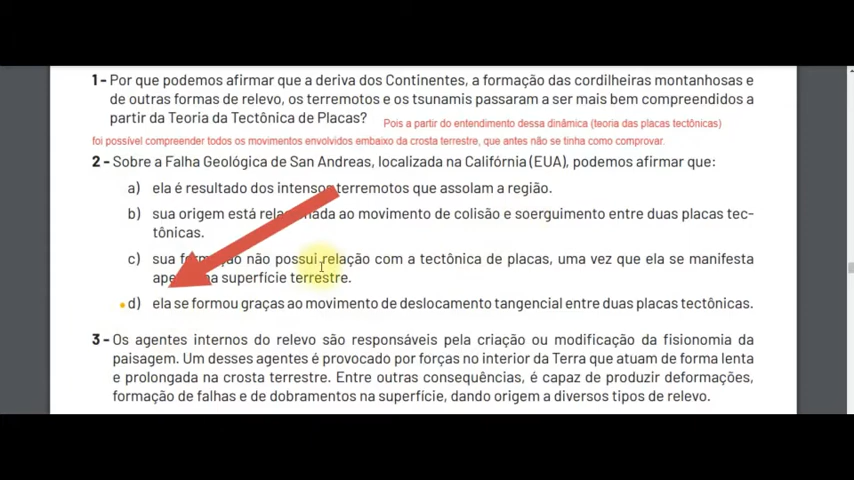 1 - Por que podemos afirmar que a deriva dos Continentes, a formação das cordilheiras montanhosas e
de outras formas de relevo, os terremotos e os tsunamis passaram a ser mais bem compreendidos a
partir da Teoria da Tectônica de Placas? Pois a partir do entendimento dessa dinâmica (teoria das placas tectônicas)
foi possível compreender todos os movimentos envolvidos embaixo da crosta terrestre, que antes não se tinha como comprovar.
2 - Sobre a Falha Geológica de San Andreas, localizada na Califórnia (EUA), podemos afirmar que:
a) ela é resultado dos intensos terremotos que assolam a região.
b) sua origem está relacionada ao movimento de colisão e soerguimento entre duas placas tec-
tônicas.
c) sua formação não possui relação com a tectônica de placas, uma vez que ela se manifesta
apenas na superfície terrestre.
d) ela se formou graças ao movimento de deslocamento tangencial entre duas placas tectônicas.
3 - Os agentes internos do relevo são responsáveis pela criação ou modificação da fisionomia da
paisagem. Um desses agentes é provocado por forças no interior da Terra que atuam de forma lenta
e prolongada na crosta terrestre. Entre outras consequências, é capaz de produzir deformações,
formação de falhas e de dobramentos na superfície, dando origem a diversos tipos de relevo.